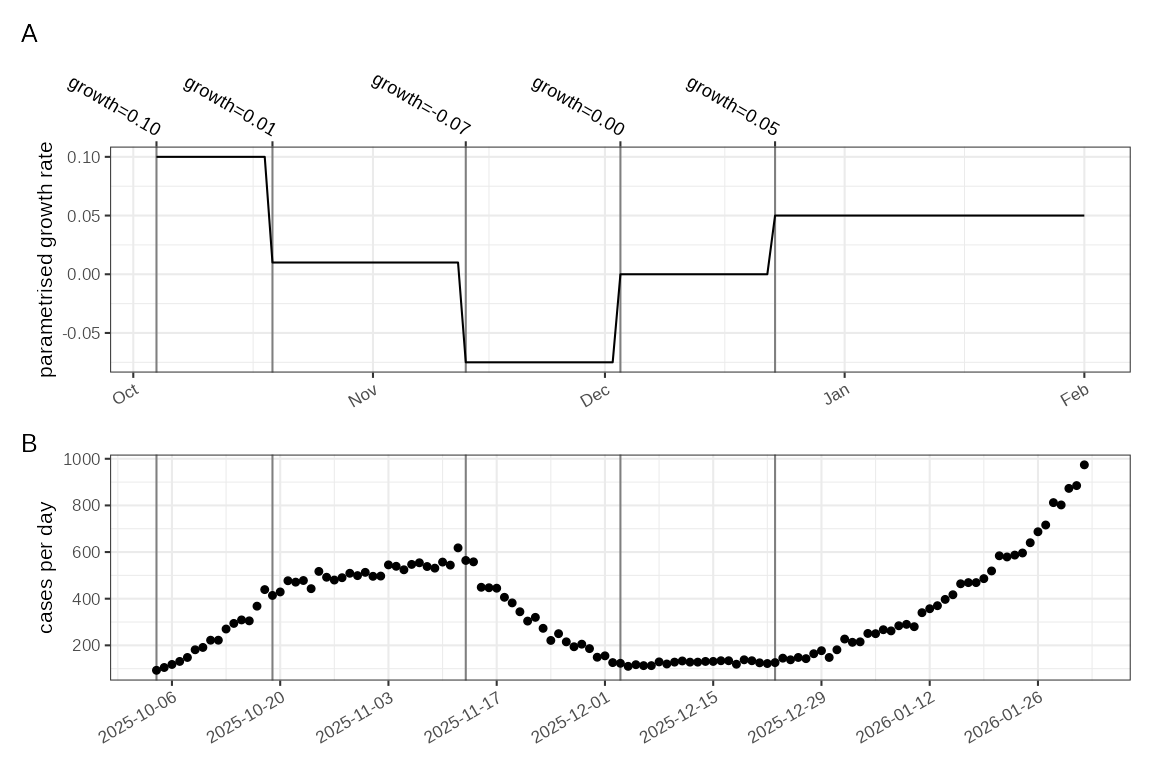 A
growth=0.10
growth=0.01
growth=-0.07
growth=0.00
growth=0.05
parametrised growth rate
0.10
0.05
0.00
-0.05
Oct
Nov
Dec
Jan
Feb
B
cases per day
1000
800
600
400
200
2025-10-06
2025-10-20
2025-11-03
2025-11-17
2025-12-01
2025-12-15
2025-12-29
2026-01-12
2026-01-26